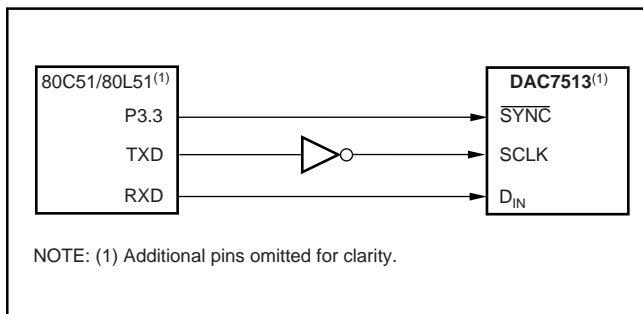 80C51/80L51(1)
DAC7513(1)
P3.3
SYNC
TXD
SCLK
RXD
DIN
NOTE: (1) Additional pins omitted for clarity.